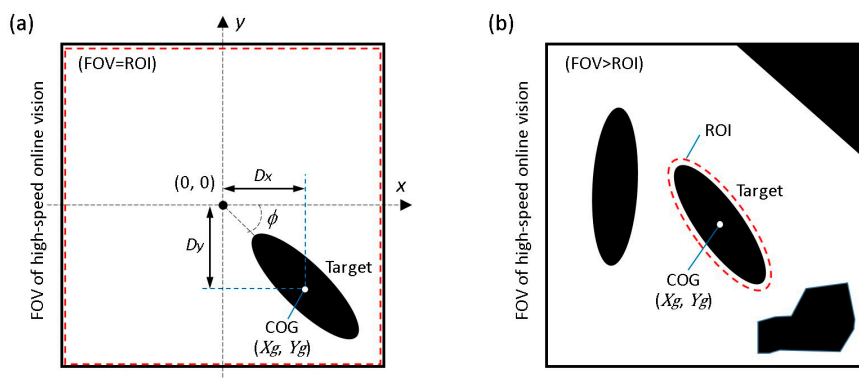 (a)
y
(FOV=ROI)
FOV of high-speed online vision
(0, 0)
Dx
x
Dy
ϕ
Target
COG
(Xg, Yg)
(b)
(FOV>ROI)
FOV of high-speed online vision
ROI
Target
COG
(Xg, Yg)